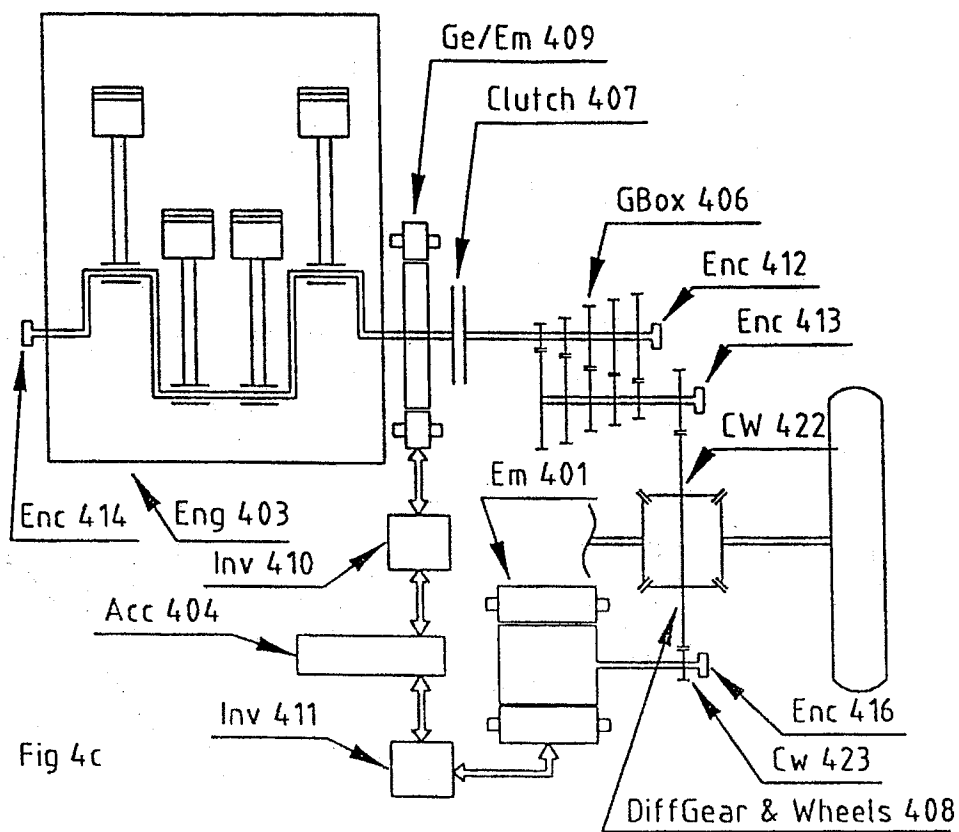 Ge/Em 409
Clutch 407
GBox 406
Enc 412
Enc 413
CW 422
Em 401
Enc 414
Eng 403
Inv 410
Acc 404
Inv 411
Enc 416
Cw 423
Fig 4c
DiffGear & Wheels 408